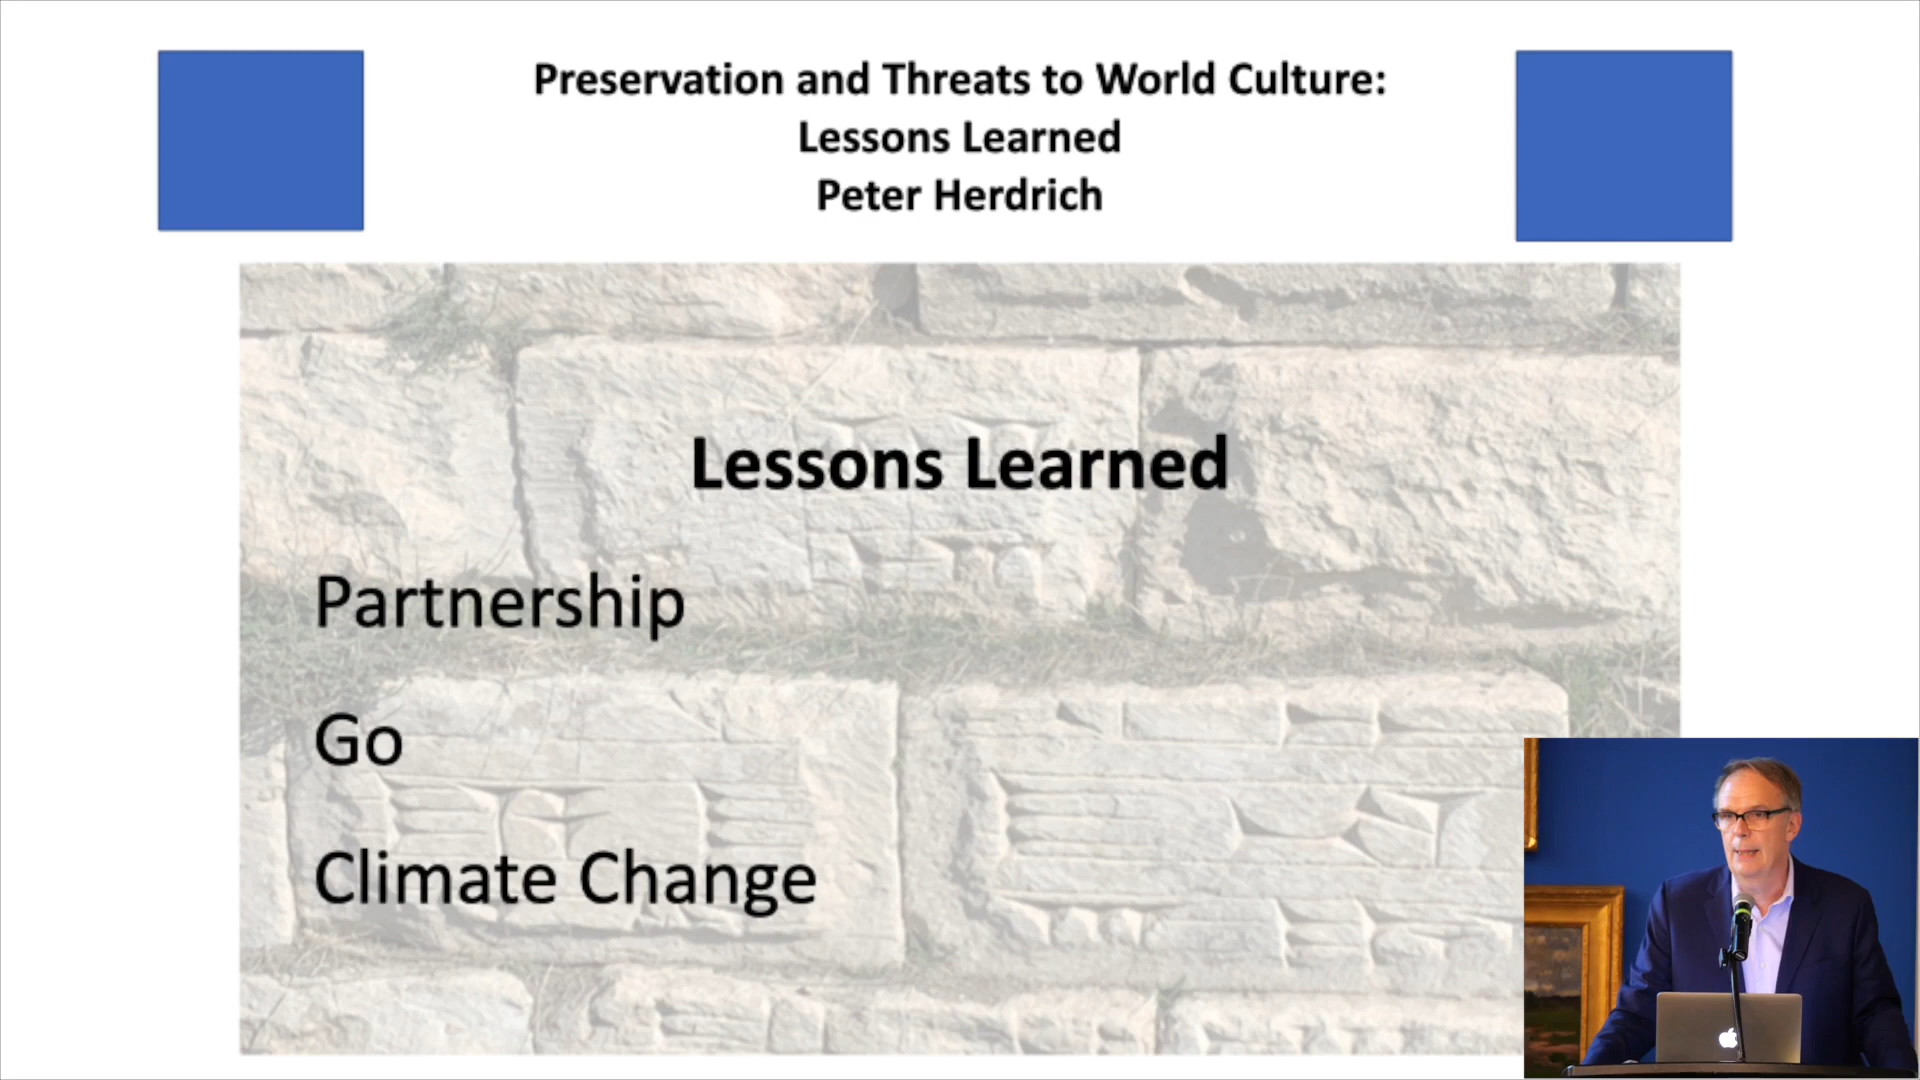 Preservation and Threats to World Culture:
Lessons Learned
Peter Herdrich
Lessons Learned
Partnership
Go
Climate Change